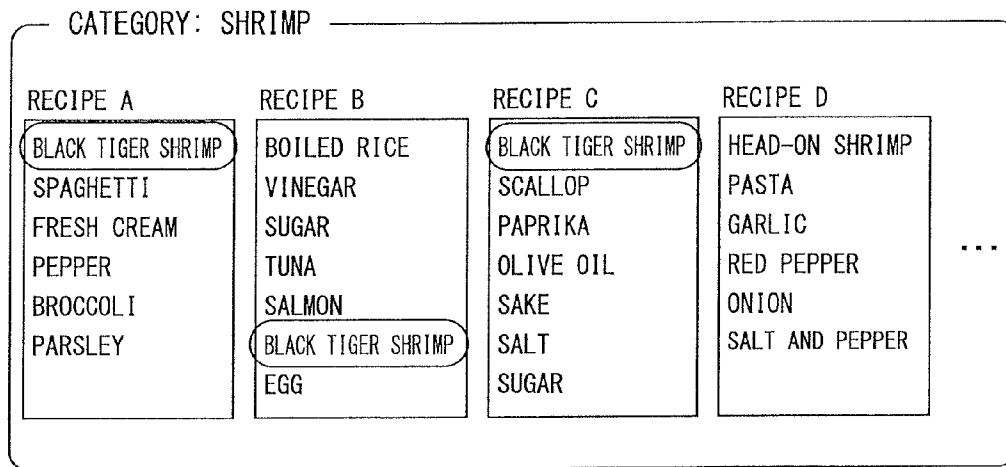 CATEGORY: SHRIMP
RECIPE A
BLACK TIGER SHRIMP
SPAGHETTI
FRESH CREAM
PEPPER
BROCCOLI
PARSLEY
RECIPE B
BOILED RICE
VINEGAR
SUGAR
TUNA
SALMON
BLACK TIGER SHRIMP
EGG
RECIPE C
BLACK TIGER SHRIMP
SCALLOP
PAPRIKA
OLIVE OIL
SAKE
SALT
SUGAR
RECIPE D
HEAD-ON SHRIMP
PASTA
GARLIC
RED PEPPER
ONION
SALT AND PEPPER
...